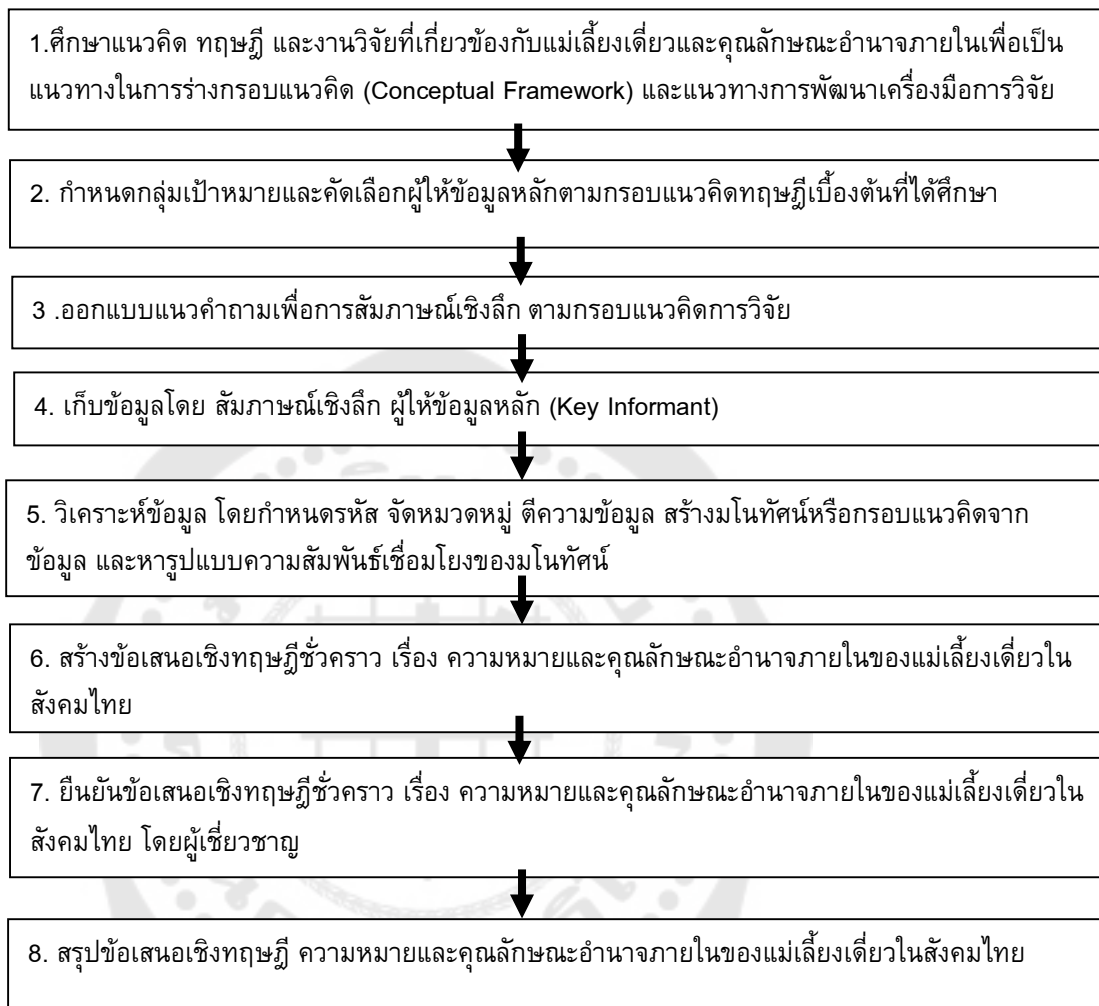 1.ศึกษาแนวคิด ทฤษฎี และงานวิจัยที่เกี่ยวข้องกับแม่เลี้ยงเดี่ยวและคุณลักษณะอำนาจภายในเพื่อเป็น
แนวทางในการร่างกรอบแนวคิด (Conceptual Framework) และแนวทางการพัฒนาเครื่องมือการวิจัย
2. กำหนดกลุ่มเป้าหมายและคัดเลือกผู้ให้ข้อมูลหลักตามกรอบแนวคิดทฤษฎีเบื้องต้นที่ได้ศึกษา
3 .ออกแบบแนวคำถามเพื่อการสัมภาษณ์เชิงลึก ตามกรอบแนวคิดการวิจัย
4. เก็บข้อมูลโดย สัมภาษณ์เชิงลึก ผู้ให้ข้อมูลหลัก (Key Informant)
5. วิเคราะห์ข้อมูล โดยกำหนดรหัส จัดหมวดหมู่ ตีความข้อมูล สร้างมโนทัศน์หรือกรอบแนวคิดจาก
ข้อมูล และหารูปแบบความสัมพันธ์เชื่อมโยงของมโนทัศน์
6. สร้างข้อเสนอเชิงทฤษฎีชั่วคราว เรื่อง ความหมายและคุณลักษณะอำนาจภายในของแม่เลี้ยงเดี่ยวใน
สังคมไทย
7. ยืนยันข้อเสนอเชิงทฤษฎีชั่วคราว เรื่อง ความหมายและคุณลักษณะอำนาจภายในของแม่เลี้ยงเดี่ยวใน
สังคมไทย โดยผู้เชี่ยวชาญ
8. สรุปข้อเสนอเชิงทฤษฎี ความหมายและคุณลักษณะอำนาจภายในของแม่เลี้ยงเดี่ยวในสังคมไทย